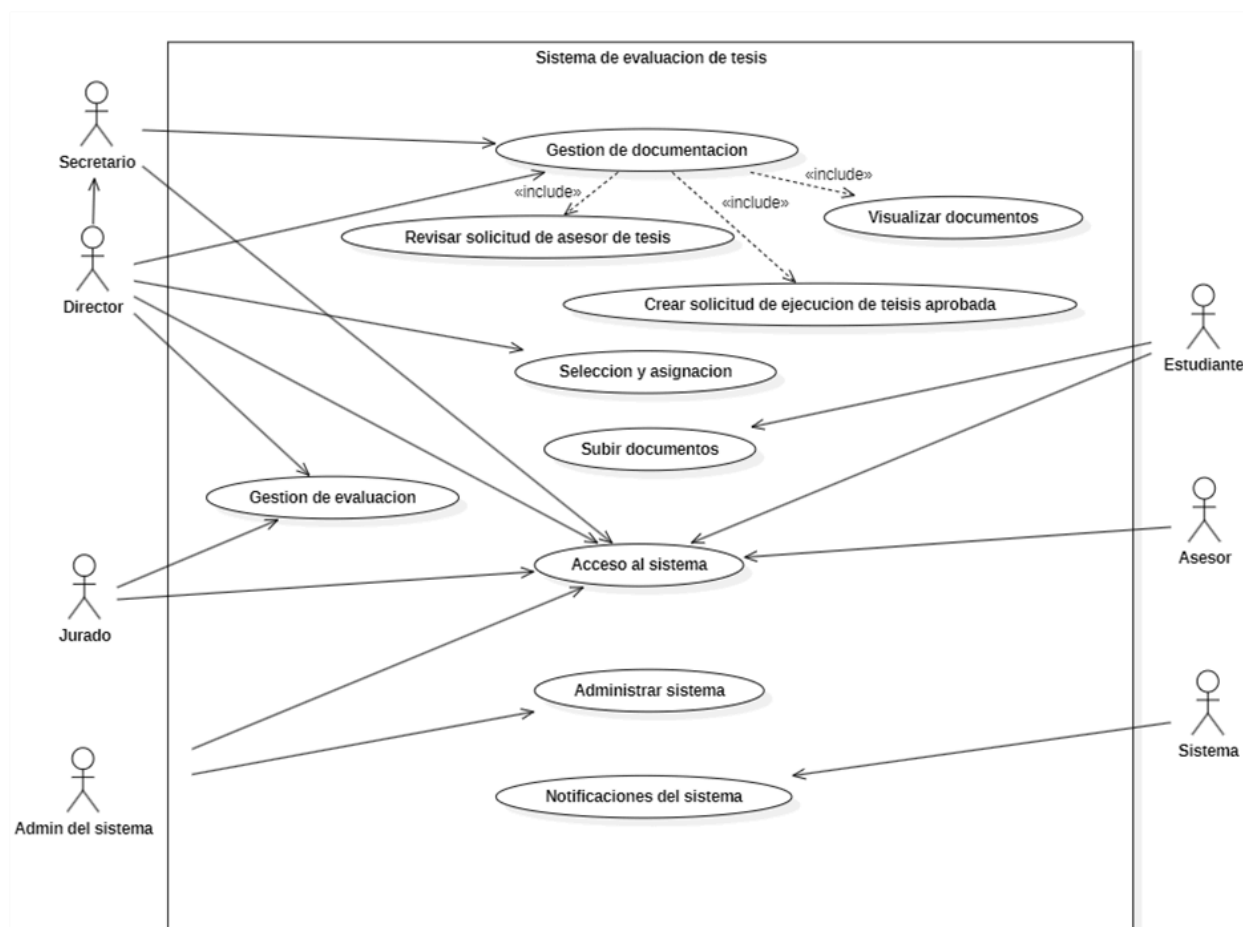 Sistema de evaluacion de tesis
Secretario
Gestion de documentacion
«include»
«include»
«include»
Visualizar documentos
Revisar solicitud de asesor de tesis
Director
Crear solicitud de ejecucion de teisis aprobada
Estudiante
Seleccion y asignacion
Subir documentos
Gestion de evaluacion
Acceso al sistema
Asesor
Jurado
Administrar sistema
Sistema
Notificaciones del sistema
Admin del sistema